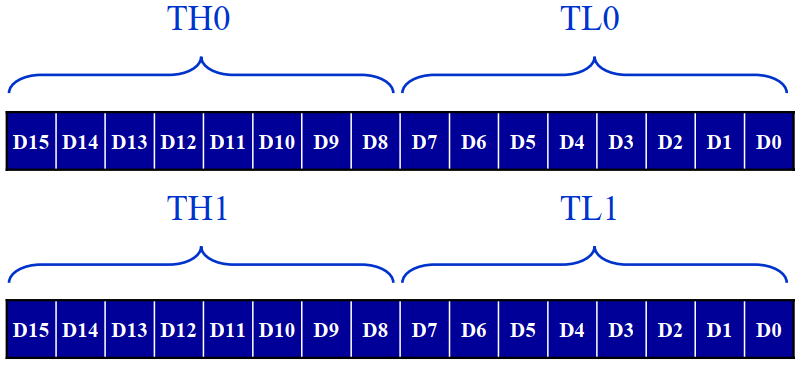 TH0 TL0
D15 D14 D13 D12 D11 D10 D9 D8 D7 D6 D5 D4 D3 D2 D1 D0
TH1 TL1
D15 D14 D13 D12 D11 D10 D9 D8 D7 D6 D5 D4 D3 D2 D1 D0